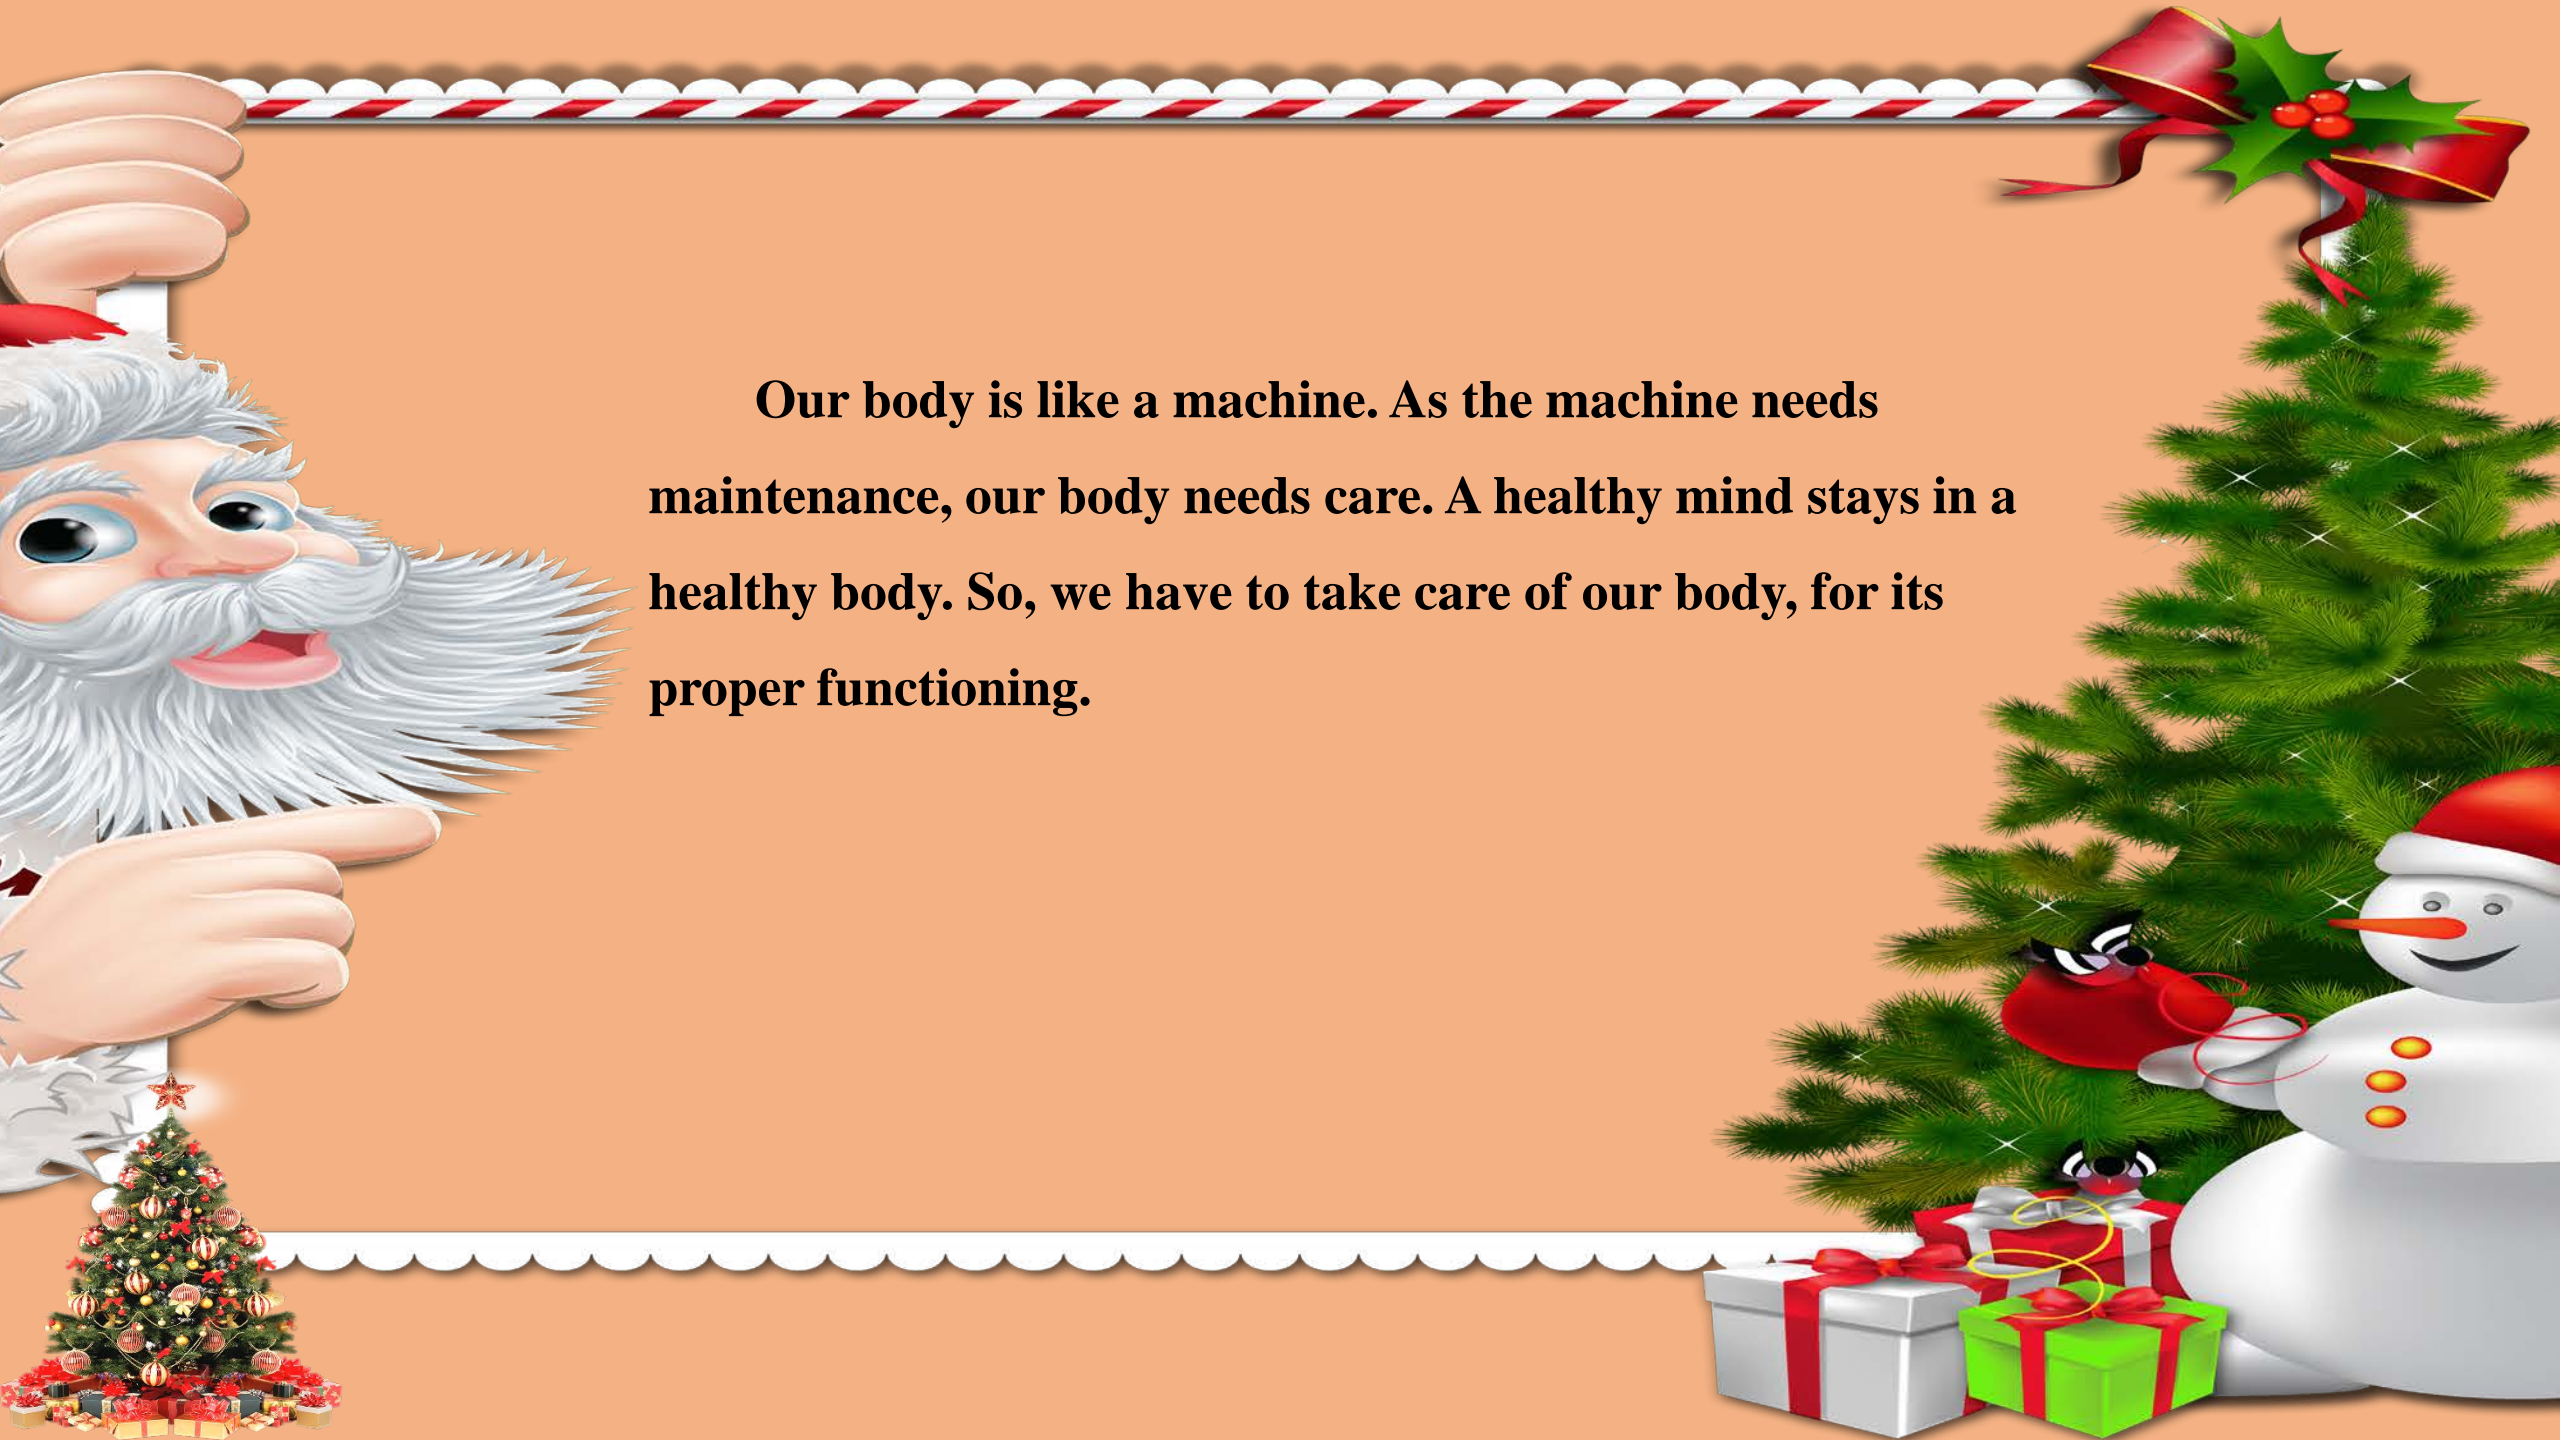 Our body is like a machine. As the machine needs
maintenance, our body needs care. A healthy mind stays in a
healthy body. So, we have to take care of our body, for its
proper functioning.